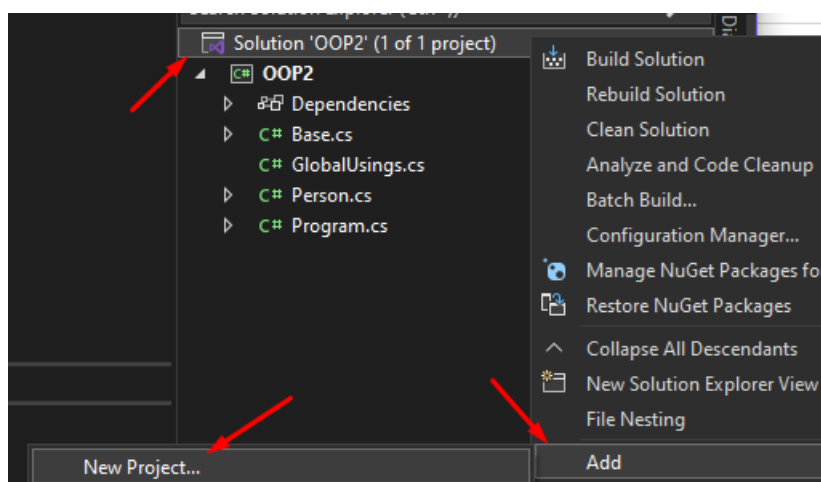 Solution 'OOP2' (1 of 1 project)
C# OOP2
Dependencies
C# Base.cs
C# GlobalUsings.cs
C# Person.cs
C# Program.cs
Build Solution
Rebuild Solution
Clean Solution
Analyze and Code Cleanup
Batch Build...
Configuration Manager...
Manage NuGet Packages fo
Restore NuGet Packages
Collapse All Descendants
New Solution Explorer View
File Nesting
Add
New Project...